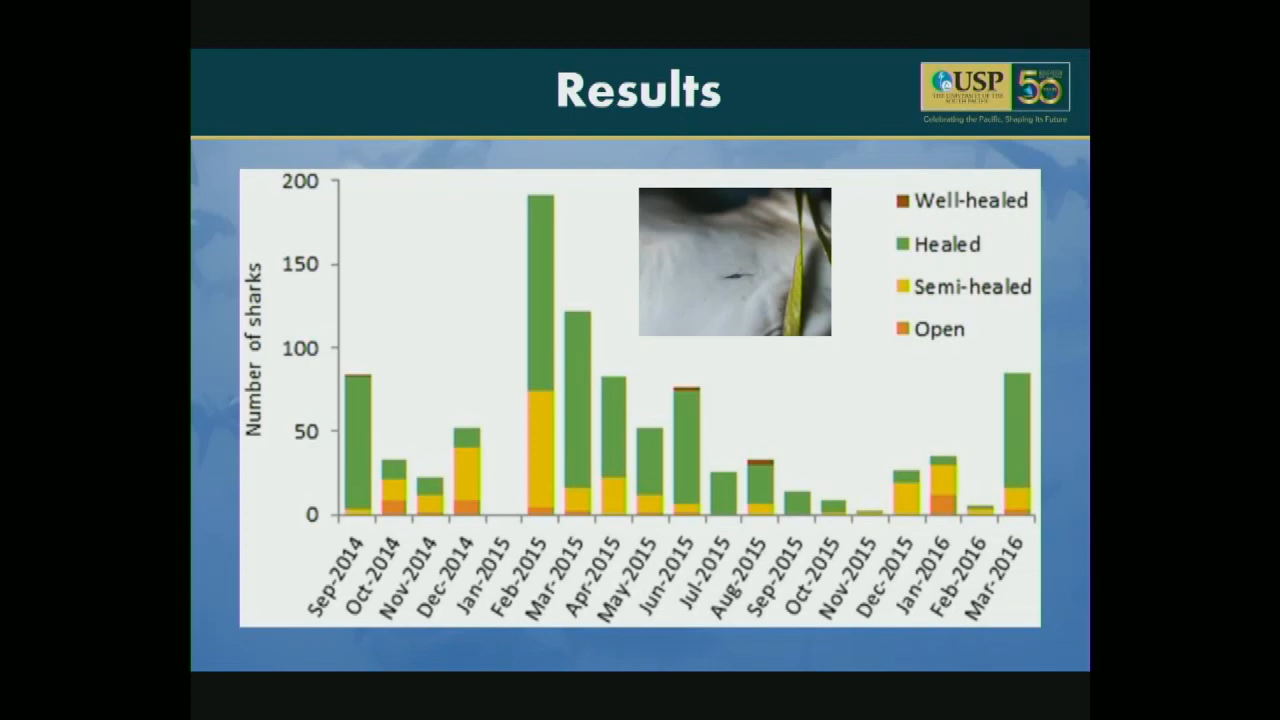 Results
USP
THE UNIVERSITY OF THE
SOUTH PACIFIC
50
Celebrating the Pacific, Shaping Its Future
200
150
100
50
0
Number of sharks
Well-healed
Healed
Semi-healed
Open
Sep-2014
Oct-2014
Nov-2014
Dec-2014
Jan-2015
Feb-2015
Mar-2015
Apr-2015
May-2015
Jun-2015
Jul-2015
Aug-2015
Sep-2015
Oct-2015
Nov-2015
Dec-2015
Jan-2016
Feb-2016
Mar-2016